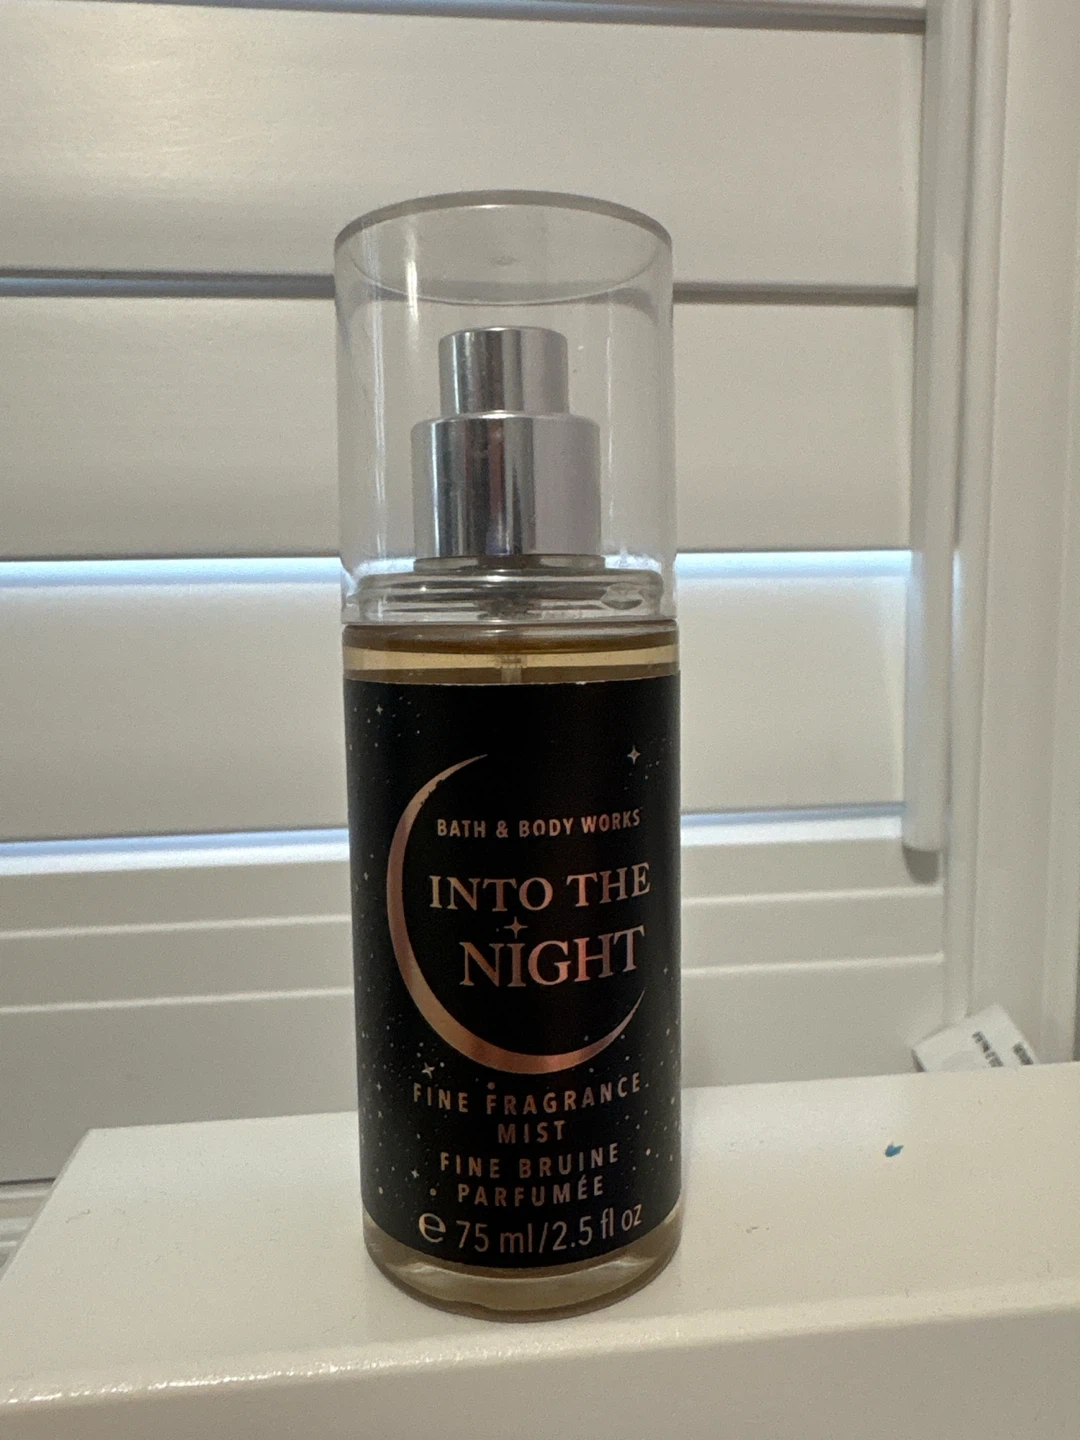 BATH & BODY WORKS
INTO THE
NIGHT
FINE FRAGRANCE
MIST
FINE BRUINE
PARFUMÉE
e 75 ml/2.5 fl oz